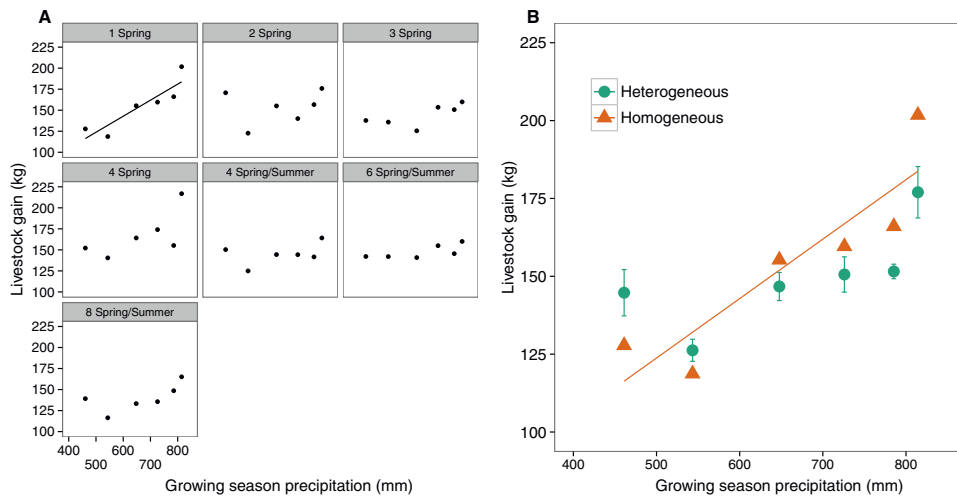 A
1 Spring
2 Spring
3 Spring
225
200
175
150
125
100
4 Spring
4 Spring/Summer
6 Spring/Summer
225
200
175
150
125
100
8 Spring/Summer
225
200
175
150
125
100
Livestock gain (kg)
400
500
600
700
800
Growing season precipitation (mm)
B
Heterogeneous
Homogeneous
225
200
175
150
125
100
Livestock gain (kg)
400
500
600
700
800
Growing season precipitation (mm)